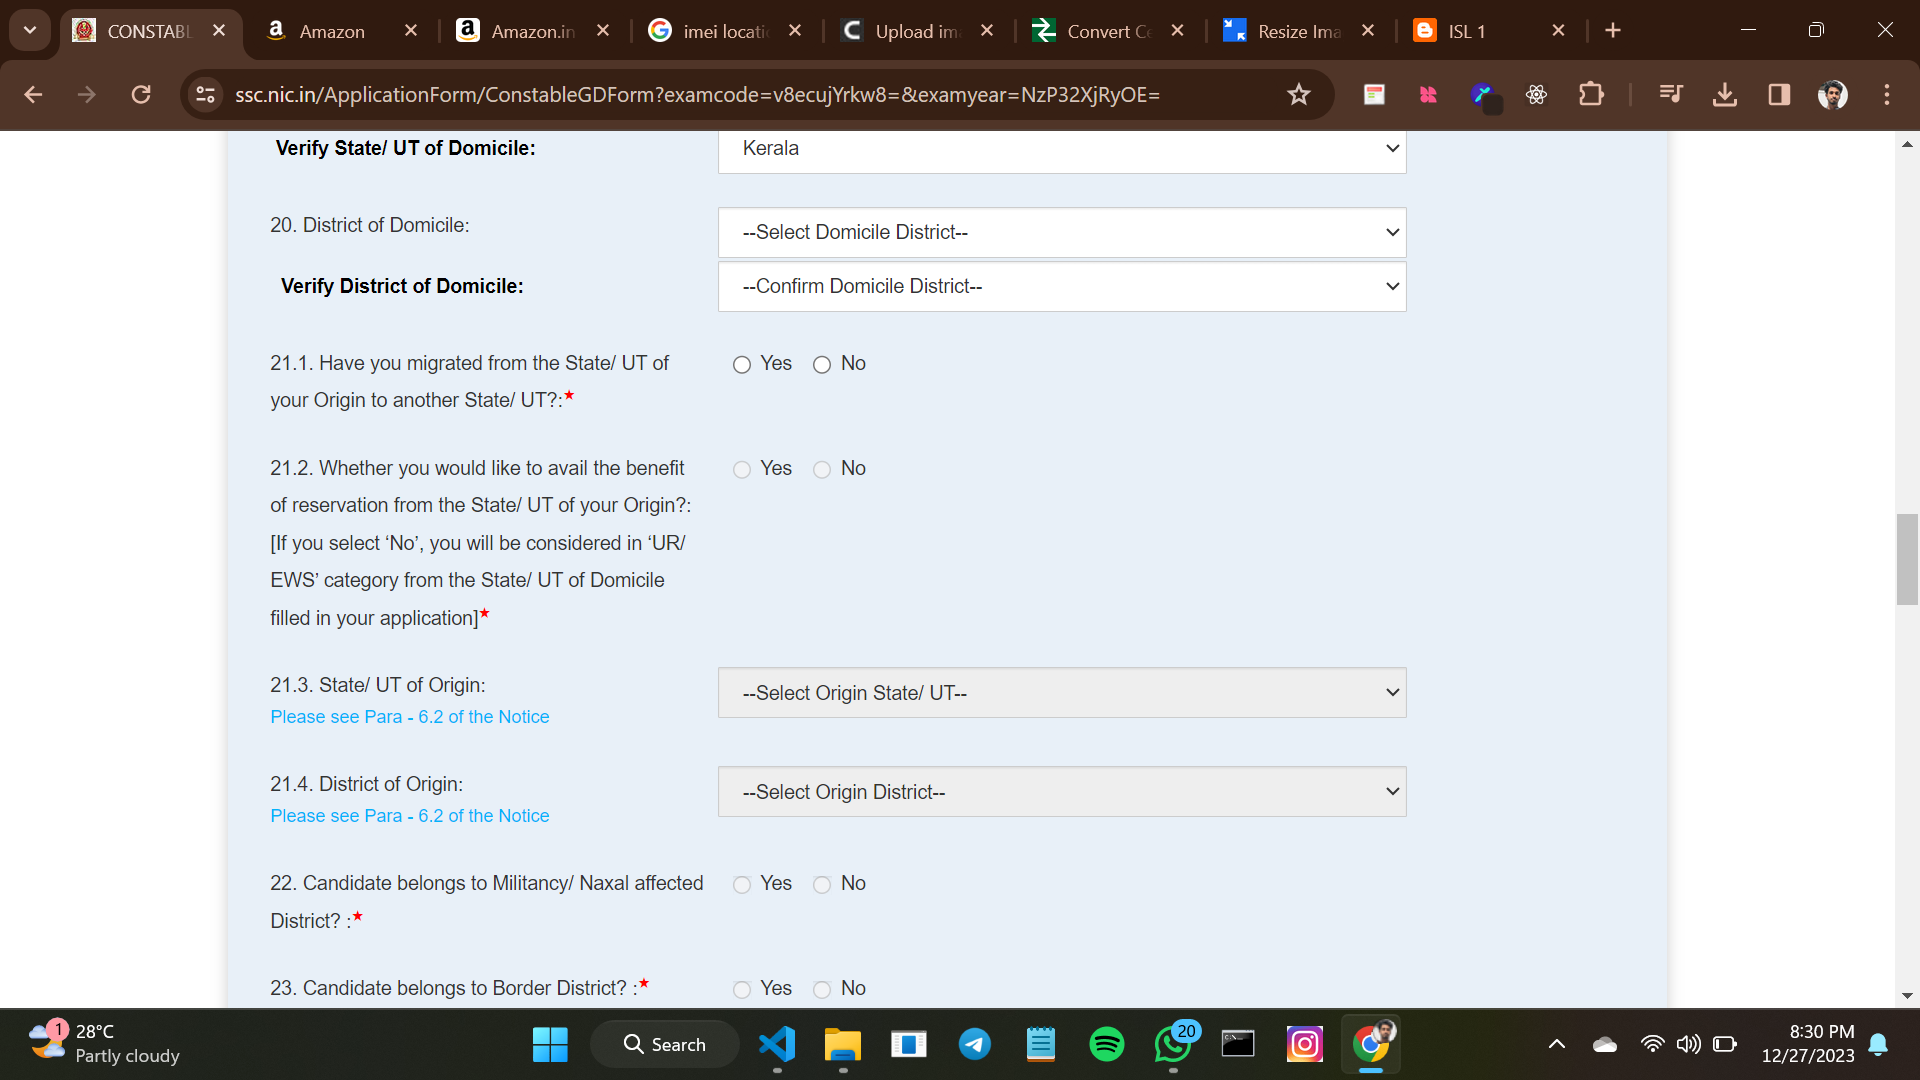 CONSTABL
Amazon
Amazon.in
imei locati
Upload im
Convert Ce
Resize Ima
ISL 1
ssc.nic.in/ApplicationForm/ConstableGDForm?examcode=v8ecujYrkw8=&examyear=NzP32XjRyOE=
Verify State/ UT of Domicile:
Kerala
20. District of Domicile:
--Select Domicile District--
Verify District of Domicile:
--Confirm Domicile District--
21.1. Have you migrated from the State/ UT of
your Origin to another State/ UT?:*
Yes No
21.2. Whether you would like to avail the benefit
of reservation from the State/ UT of your Origin?:
[If you select ‘No’, you will be considered in ‘UR/
EWS’ category from the State/ UT of Domicile
filled in your application]*
Yes No
21.3. State/ UT of Origin:
Please see Para - 6.2 of the Notice
--Select Origin State/ UT--
21.4. District of Origin:
Please see Para - 6.2 of the Notice
--Select Origin District--
22. Candidate belongs to Militancy/ Naxal affected
District? :*
Yes No
23. Candidate belongs to Border District? :*
Yes No
1
28°C
Partly cloudy
Search
20
8:30 PM
12/27/2023